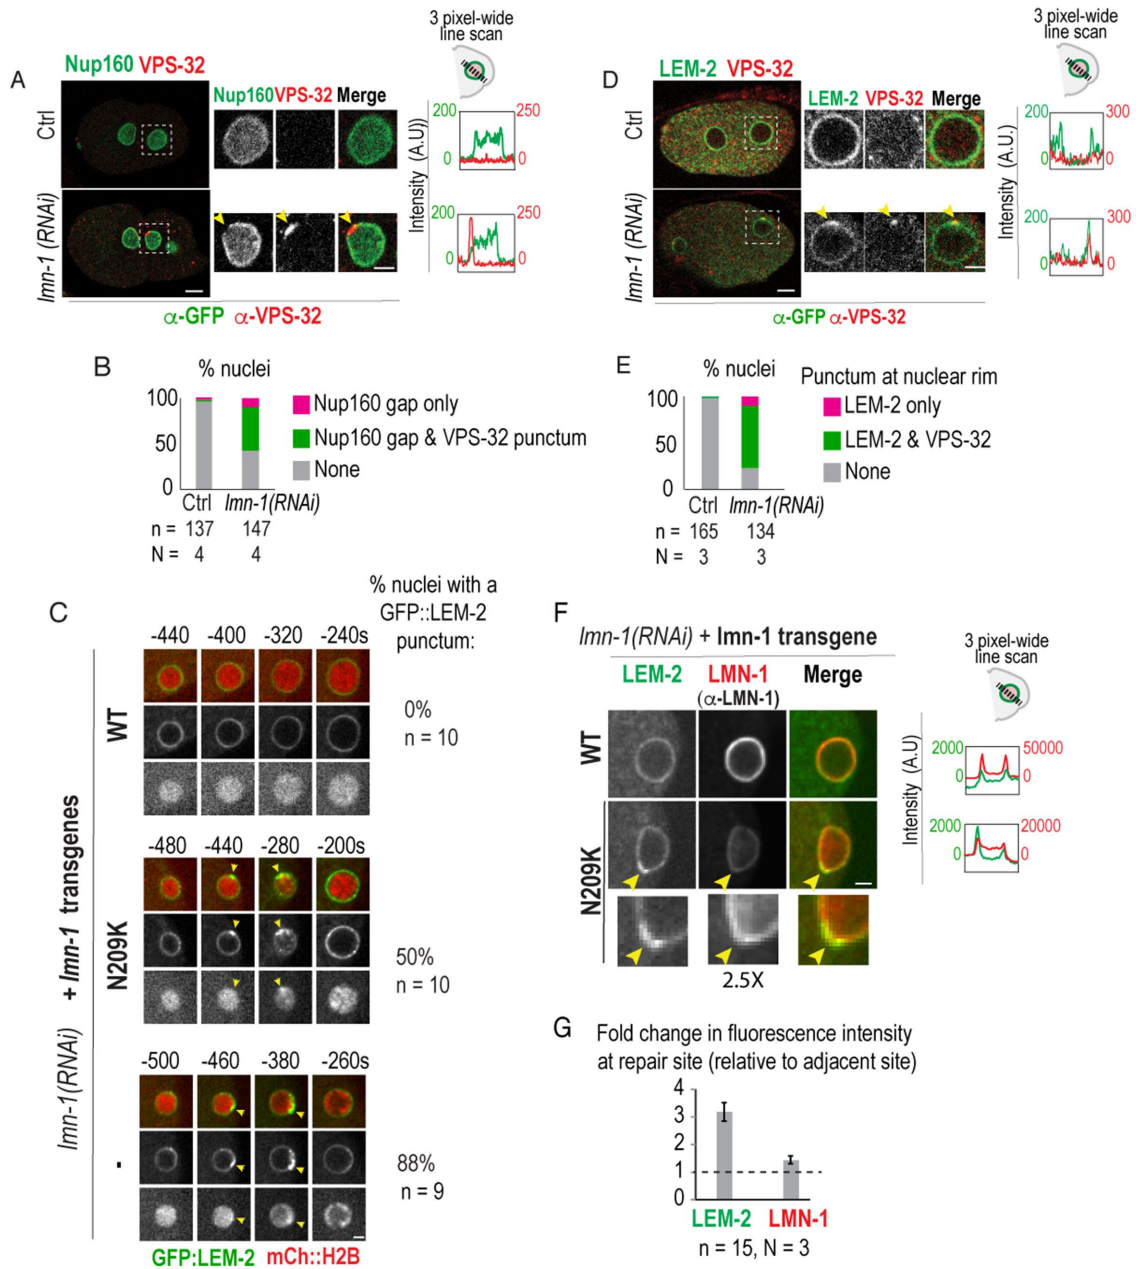 A
Nup160 VPS-32
3 pixel-wide
line scan
Nup160 VPS-32 Merge
Ctrl
lmn-1 (RNAi)
Intensity (A.U.))
200
250
0
0
200
250
0
0
α-GFP α-VPS-32
D
LEM-2 VPS-32
3 pixel-wide
line scan
LEM-2 VPS-32 Merge
Ctrl
lmn-1 (RNAi)
Intensity (A.U.)
200
300
0
0
200
300
0
0
α-GFP α-VPS-32
B
% nuclei
100
50
0
Nup160 gap only
Nup160 gap & VPS-32 punctum
None
Ctrl lmn-1(RNAi)
n = 137 147
N = 4 4
E
% nuclei
Punctum at nuclear rim
100
50
0
LEM-2 only
LEM-2 & VPS-32
None
Ctrl lmn-1(RNAi)
n = 165 134
N = 3 3
C
% nuclei with a
GFP::LEM-2
punctum:
lmn-1(RNAi) + lmn-1 transgenes
-440 -400 -320 -240s
WT
0%
n = 10
-480 -440 -280 -200s
N209K
50%
n = 10
-500 -460 -380 -260s
-
88%
n = 9
GFP:LEM-2 mCh::H2B
F
lmn-1(RNAi) + lmn-1 transgene
LEM-2 LMN-1 Merge
(α-LMN-1)
3 pixel-wide
line scan
WT
N209K
2.5X
Intensity (A.U)
2000
50000
0
0
2000
20000
0
0
G
Fold change in fluorescence intensity
at repair site (relative to adjacent site)
4
3
2
1
0
LEM-2 LMN-1
n = 15, N = 3